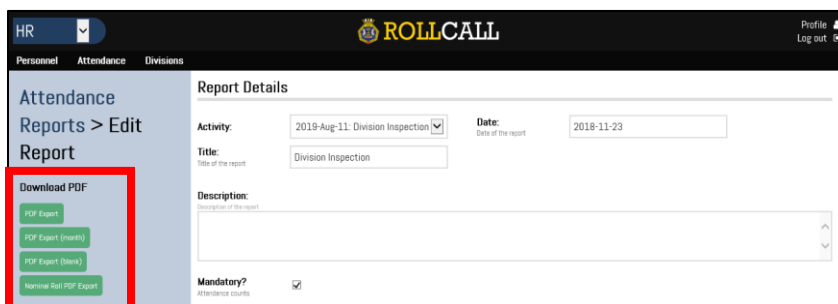 HR
ROLLCALL
Profile
Log out
Personnel Attendance Divisions
Attendance
Reports > Edit
Report
Download PDF
PDF Export
PDF Export (month)
PDF Export (blank)
Nominal Roll PDF Export
Report Details
Activity: 2019-Aug-11: Division Inspection
Date: 2018-11-23
Date of the report
Title: Division Inspection
Title of the report
Description:
Description of the report
Mandatory?
Attendance counts